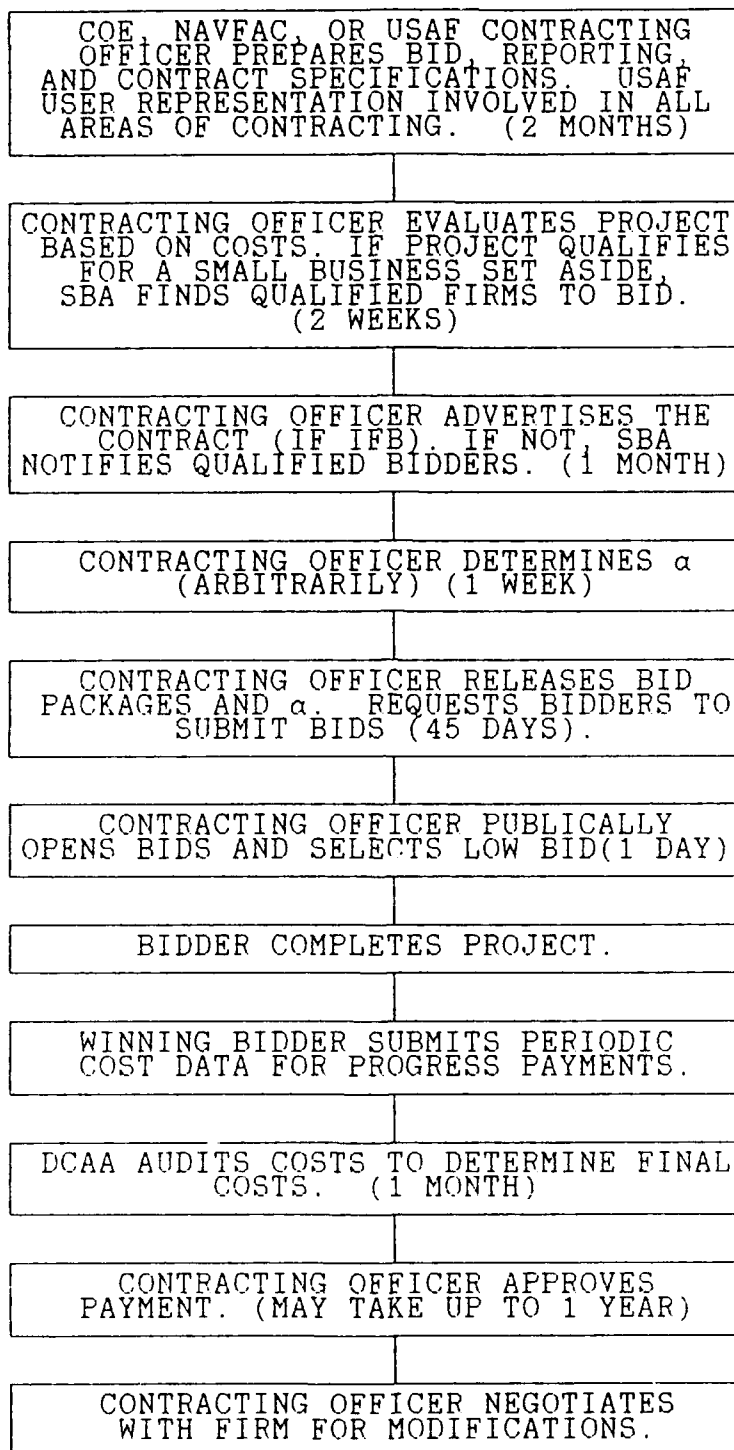 COE, NAVFAC, OR USAF CONTRACTING
OFFICER PREPARES BID, REPORTING,
AND CONTRACT SPECIFICATIONS. USAF
USER REPRESENTATION INVOLVED IN ALL
AREAS OF CONTRACTING. (2 MONTHS)
CONTRACTING OFFICER EVALUATES PROJECT
BASED ON COSTS. IF PROJECT QUALIFIES
FOR A SMALL BUSINESS SET ASIDE,
SBA FINDS QUALIFIED FIRMS TO BID.
(2 WEEKS)
CONTRACTING OFFICER ADVERTISES THE
CONTRACT (IF IFB). IF NOT, SBA
NOTIFIES QUALIFIED BIDDERS. (1 MONTH)
CONTRACTING OFFICER DETERMINES α
(ARBITRARILY) (1 WEEK)
CONTRACTING OFFICER RELEASES BID
PACKAGES AND α. REQUESTS BIDDERS TO
SUBMIT BIDS (45 DAYS).
CONTRACTING OFFICER PUBLICALLY
OPENS BIDS AND SELECTS LOW BID(1 DAY)
BIDDER COMPLETES PROJECT.
WINNING BIDDER SUBMITS PERIODIC
COST DATA FOR PROGRESS PAYMENTS.
DCAA AUDITS COSTS TO DETERMINE FINAL
COSTS. (1 MONTH)
CONTRACTING OFFICER APPROVES
PAYMENT. (MAY TAKE UP TO 1 YEAR)
CONTRACTING OFFICER NEGOTIATES
WITH FIRM FOR MODIFICATIONS.